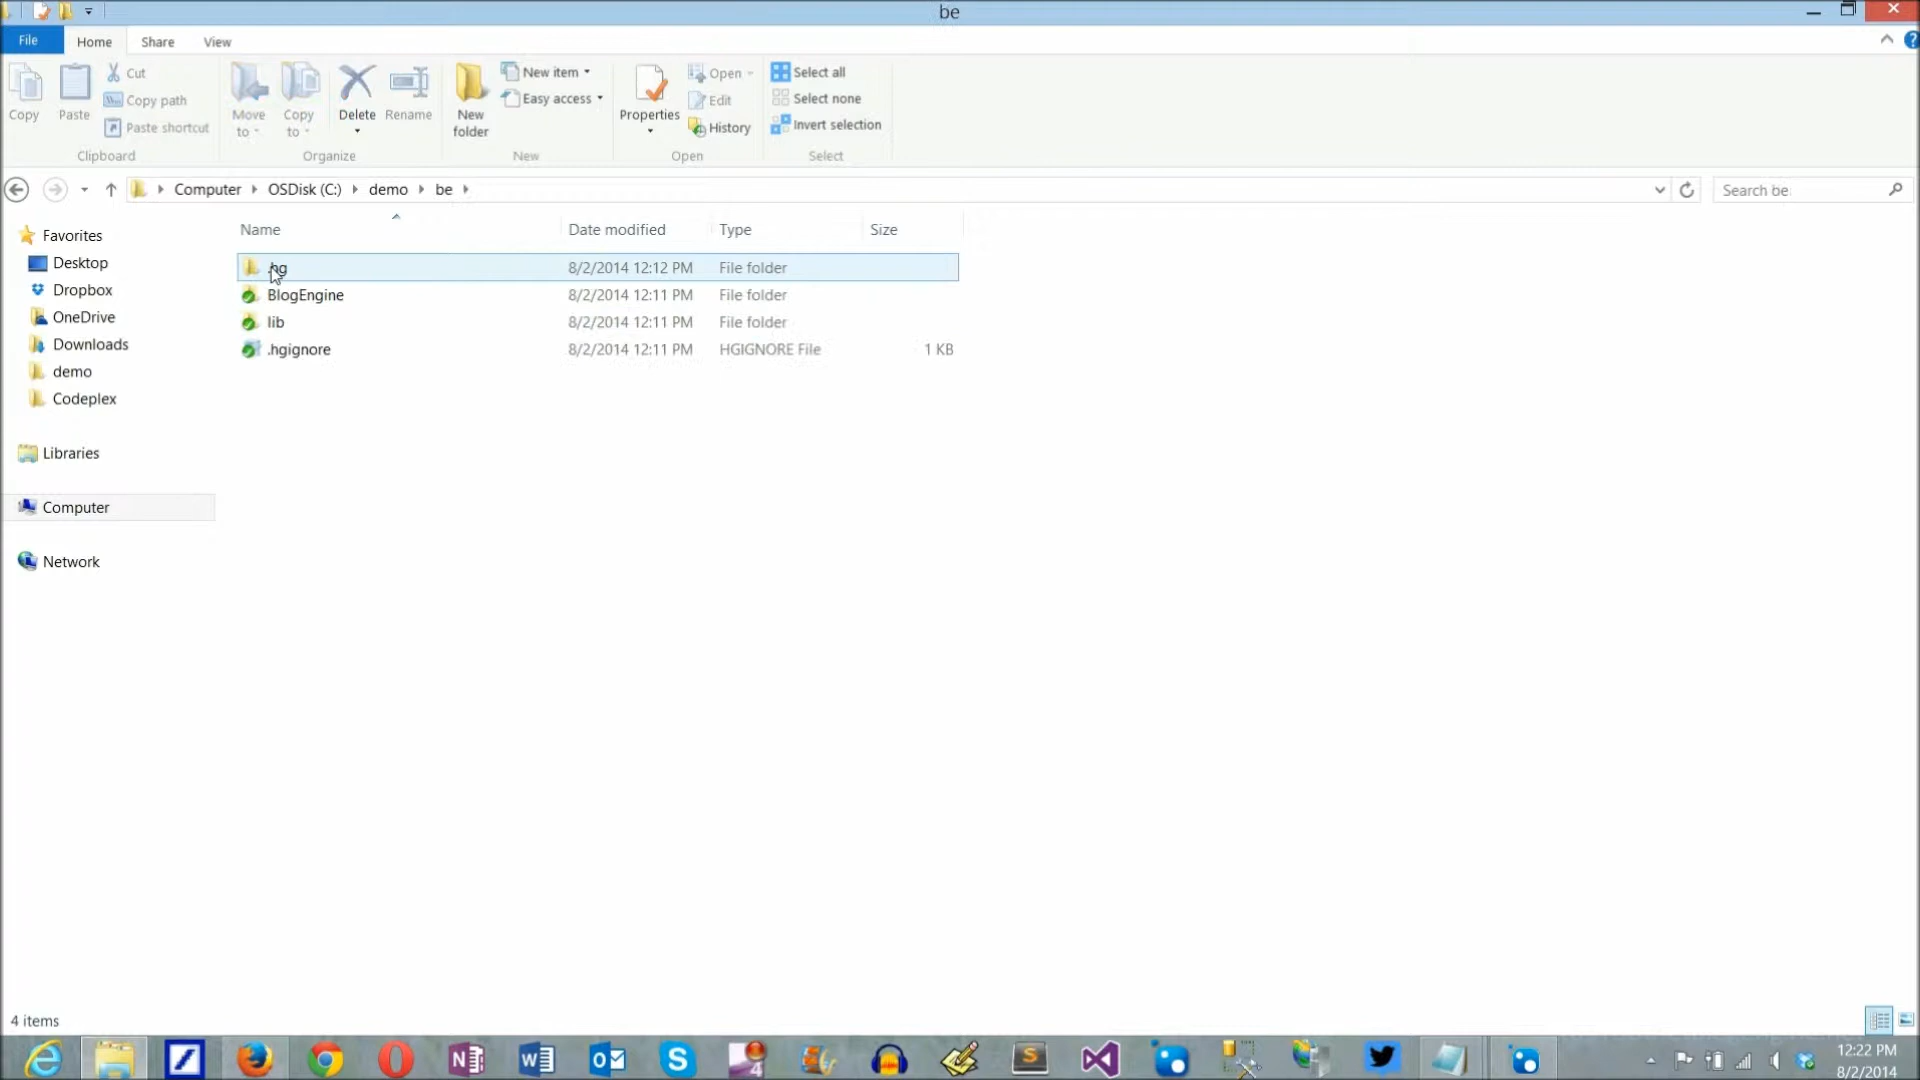 be
File Home Share View
Copy
Paste
Cut
Copy path
Paste shortcut
Clipboard
Move to
Copy to
Delete
Rename
Organize
New folder
New item
Easy access
New
Properties
Open
Edit
History
Open
Select all
Select none
Invert selection
Select
Computer OSDisk (C:) demo be
Search be
Name Date modified Type Size
.hg 8/2/2014 12:12 PM File folder
BlogEngine 8/2/2014 12:11 PM File folder
lib 8/2/2014 12:11 PM File folder
.hgignore 8/2/2014 12:11 PM HGIGNORE File 1 KB
Favorites
Desktop
Dropbox
OneDrive
Downloads
demo
Codeplex
Libraries
Computer
Network
4 items
12:22 PM
8/2/2014